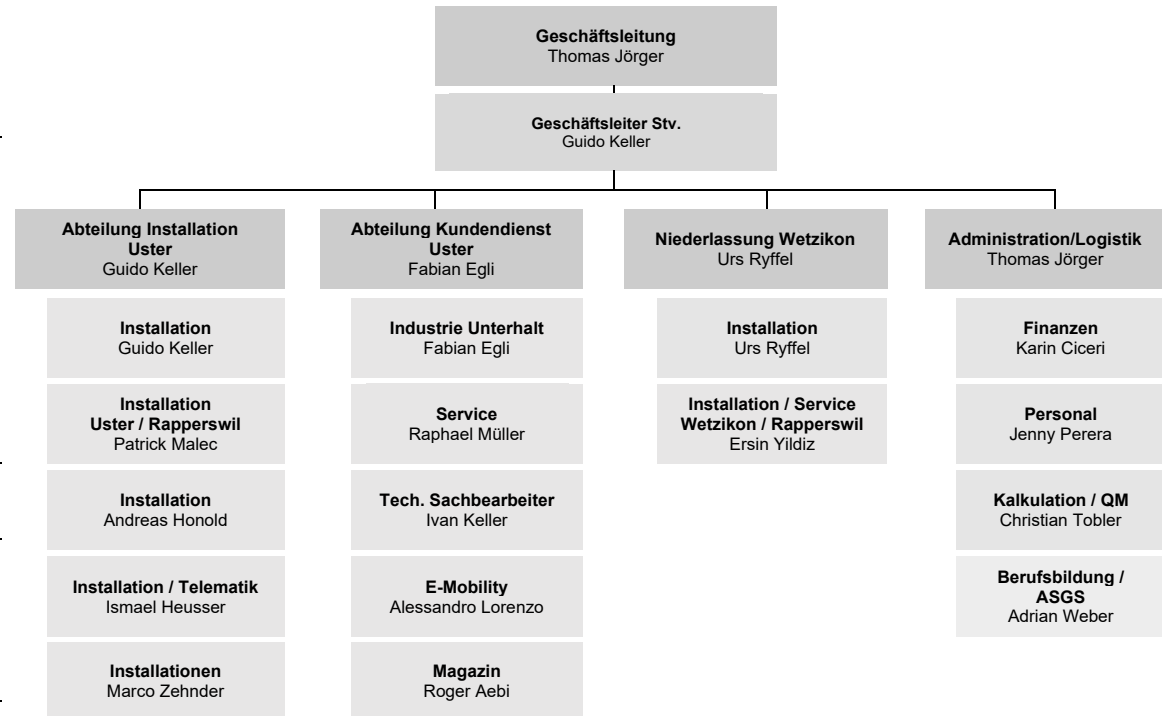 Geschäftsleitung
Thomas Jörger
Geschäftsleiter Stv.
Guido Keller
Abteilung Installation
Uster
Guido Keller
Installation
Guido Keller
Installation
Uster / Rapperswil
Patrick Malec
Installation
Andreas Honold
Installation / Telematik
Ismael Heusser
Installationen
Marco Zehnder
Abteilung Kundendienst
Uster
Fabian Egli
Industrie Unterhalt
Fabian Egli
Service
Raphael Müller
Tech. Sachbearbeiter
Ivan Keller
E-Mobility
Alessandro Lorenzo
Magazin
Roger Aebi
Niederlassung Wetzikon
Urs Ryffel
Installation
Urs Ryffel
Installation / Service
Wetzikon / Rapperswil
Ersin Yildiz
Administration/Logistik
Thomas Jörger
Finanzen
Karin Ciceri
Personal
Jenny Perera
Kalkulation / QM
Christian Tobler
Berufsbildung /
ASGS
Adrian Weber